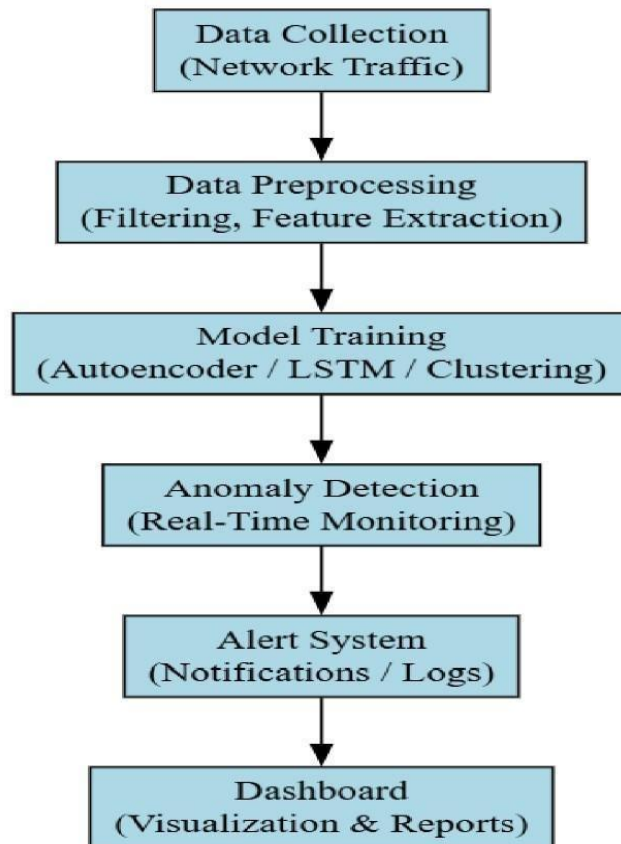 Data Collection
(Network Traffic)
Data Preprocessing
(Filtering, Feature Extraction)
Model Training
(Autoencoder / LSTM / Clustering)
Anomaly Detection
(Real-Time Monitoring)
Alert System
(Notifications / Logs)
Dashboard
(Visualization & Reports)